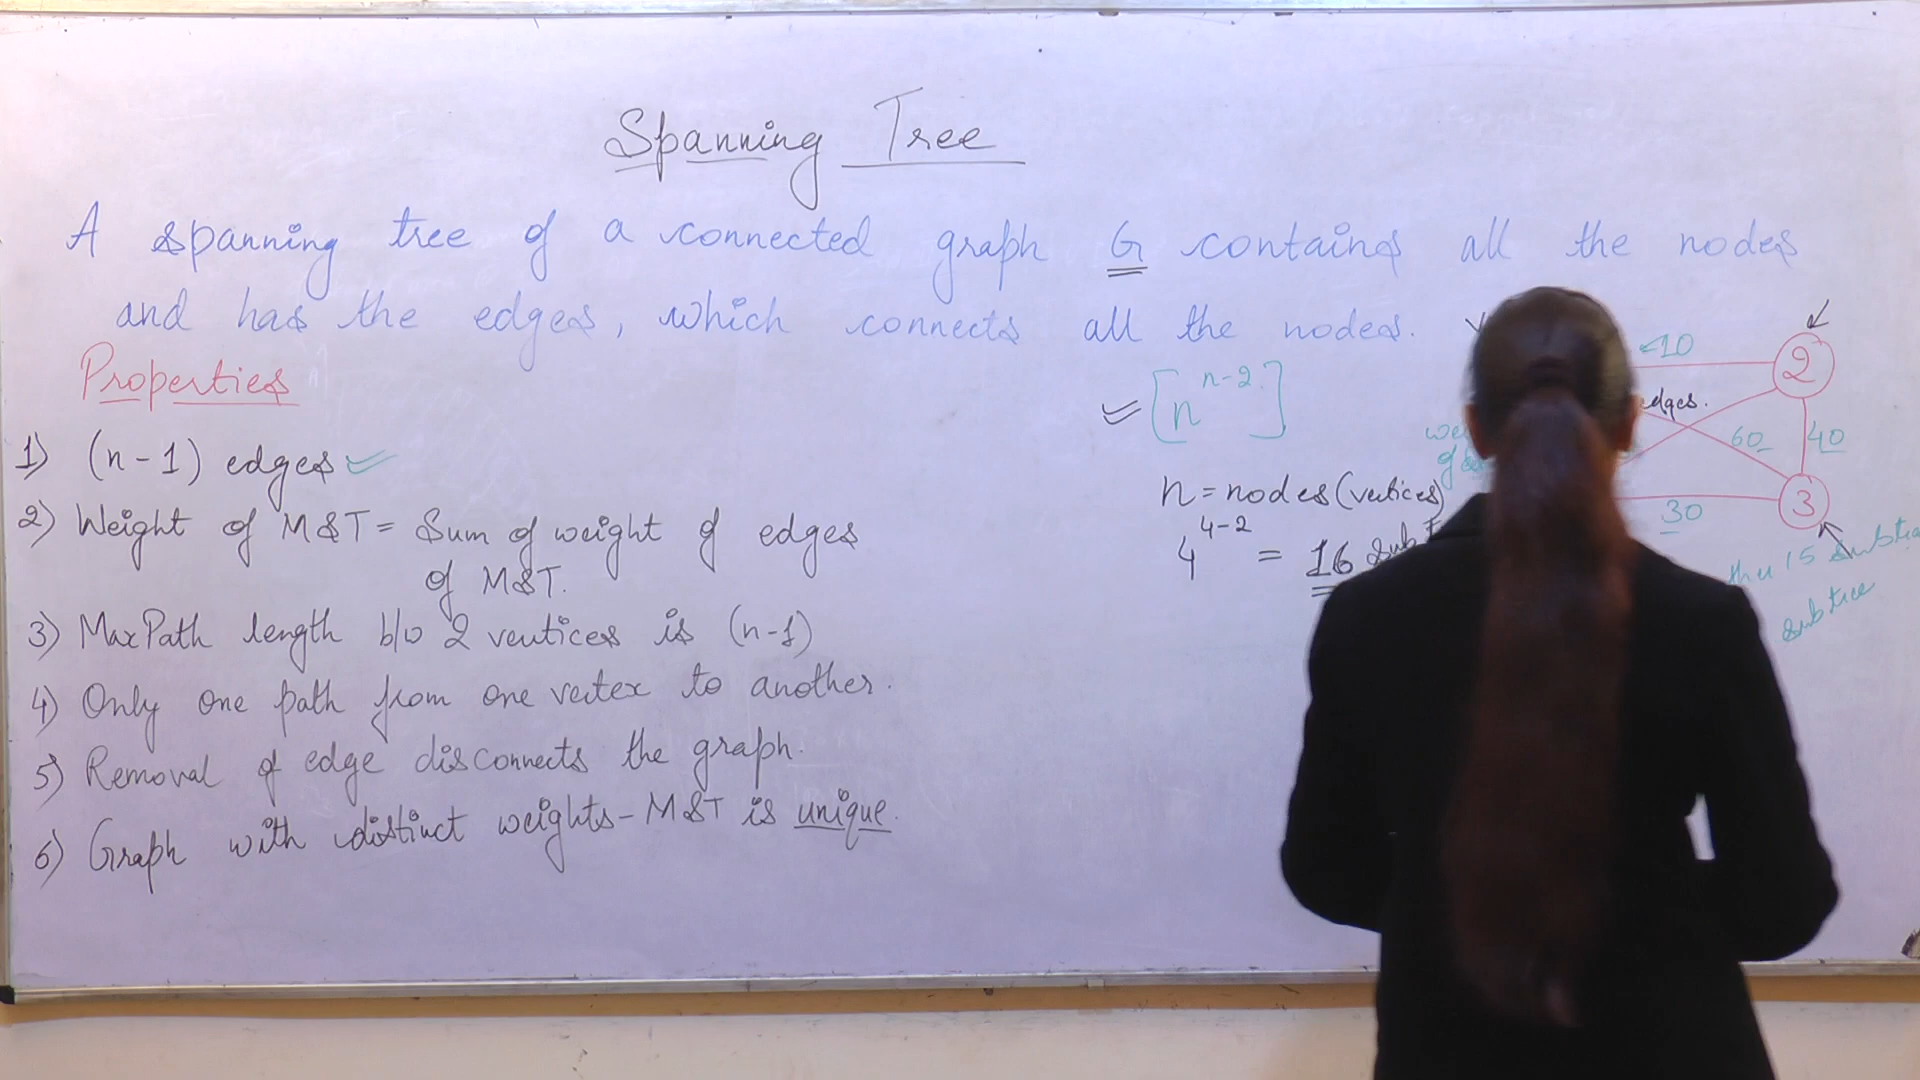 Spanning Tree
A spanning tree of a connected graph G contains all the nodes
and has the edges, which connects all the nodes.
Properties
1) (n-1) edges
2) Weight of MST = Sum of weight of edges
of MST.
3) Max Path length b/w 2 vertices is (n-1)
4) Only one path from one vertex to another.
5) Removal of edge disconnects the graph.
6) Graph with distinct weights - MST is unique.
[n^n-2]
n = nodes (vertices)
4^4-2 = 16 sub
10
2
edges.
60 40
30
3
15
subtree